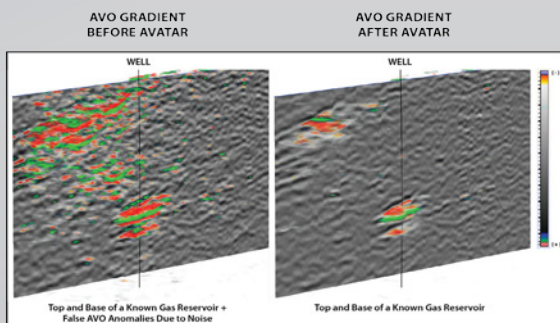 AVO GRADIENT
BEFORE AVATAR
AVO GRADIENT
AFTER AVATAR
WELL
WELL
(-)
Top and Base of a Known Gas Reservoir +
False AVO Anomalies Due to Noise
Top and Base of a Known Gas Reservoir